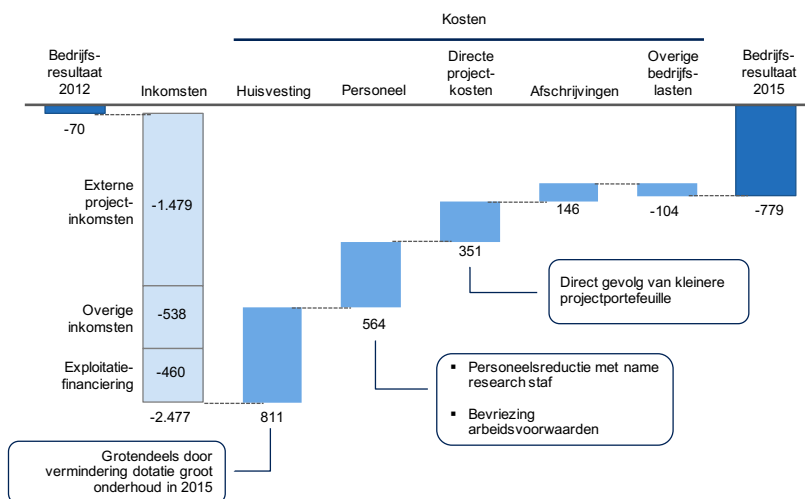 Kosten
Bedrijfs-
resultaat
2012
Inkomsten
Huisvesting
Personeel
Directe
project-
kosten
Afschrijvingen
Overige
bedrijfs-
lasten
Bedrijfs-
resultaat
2015
-70
Externe
project-
inkomsten
-1.479
146
-104
-779
351
Direct gevolg van kleinere
projectportefeuille
Overige
inkomsten
-538
564
Exploitatie-
financiering
-460
▪ Personeelsreductie met name
research staf
▪ Bevriezing
arbeidsvoorwaarden
-2.477
811
Grotendeels door
vermindering dotatie groot
onderhoud in 2015